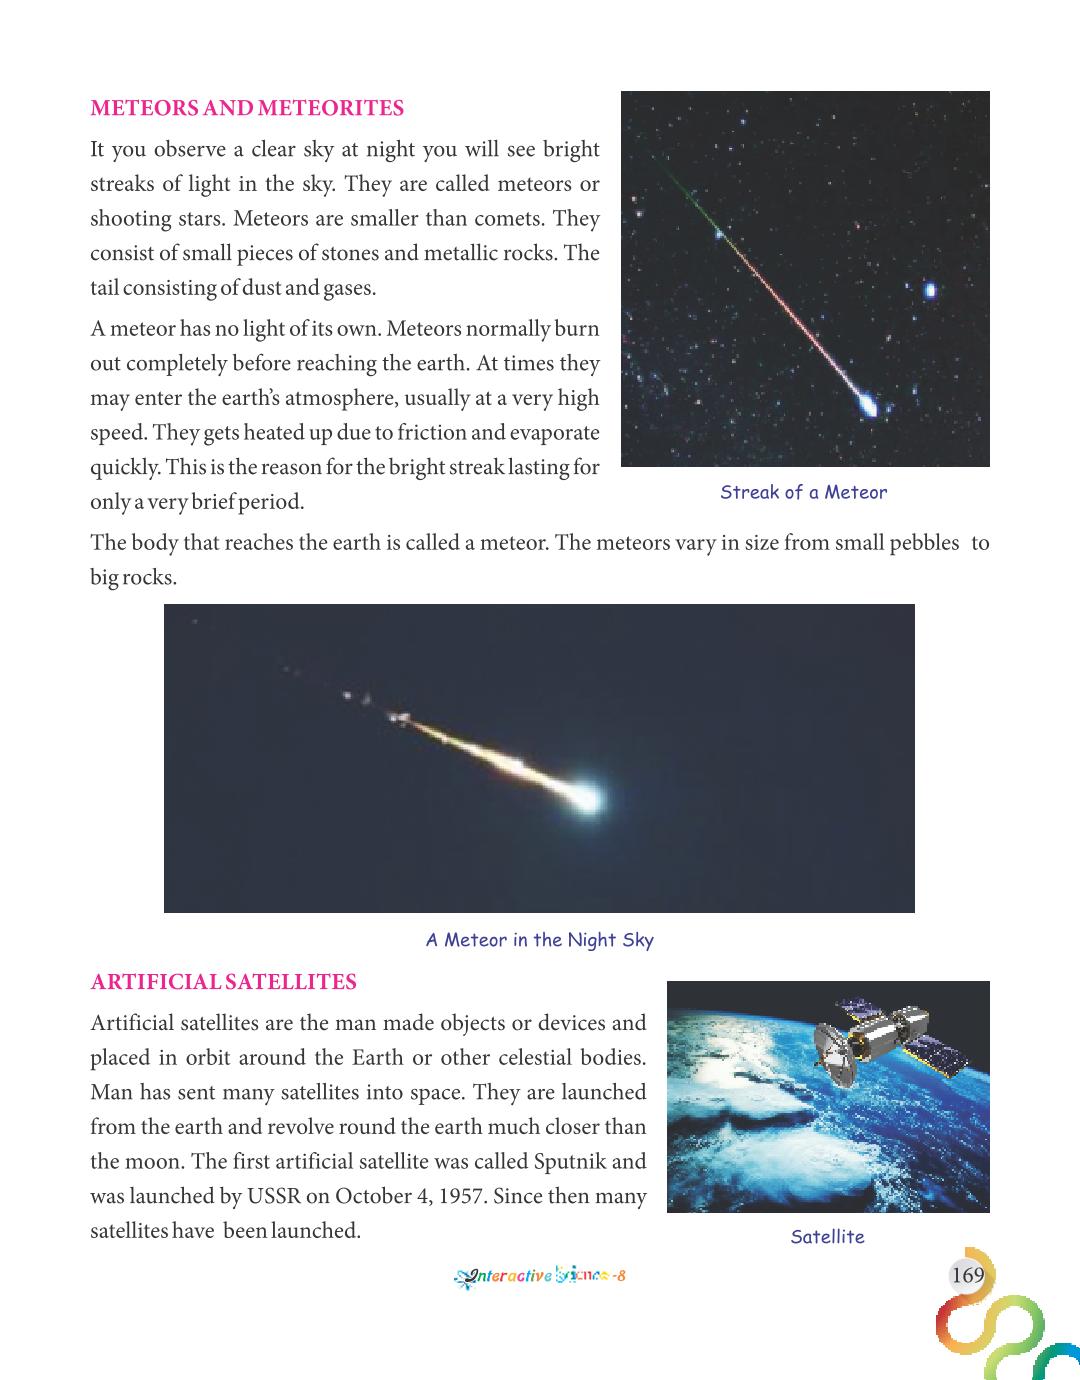 METEORS AND METEORITES
It you observe a clear sky at night you will see bright
streaks of light in the sky. They are called meteors or
shooting stars. Meteors are smaller than comets. They
consist of small pieces of stones and metallic rocks. The
tail consisting of dust and gases.
A meteor has no light of its own. Meteors normally burn
out completely before reaching the earth. At times they
may enter the earth's atmosphere, usually at a very high
speed. They gets heated up due to friction and evaporate
quickly. This is the reason for the bright streak lasting for
only a very brief period.
Streak of a Meteor
The body that reaches the earth is called a meteor. The meteors vary in size from small pebbles to
big rocks.
A Meteor in the Night Sky
ARTIFICIAL SATELLITES
Artificial satellites are the man made objects or devices and
placed in orbit around the Earth or other celestial bodies.
Man has sent many satellites into space. They are launched
from the earth and revolve round the earth much closer than
the moon. The first artificial satellite was called Sputnik and
was launched by USSR on October 4, 1957. Since then many
satellites have been launched.
Satellite
Interactive Science-8
169